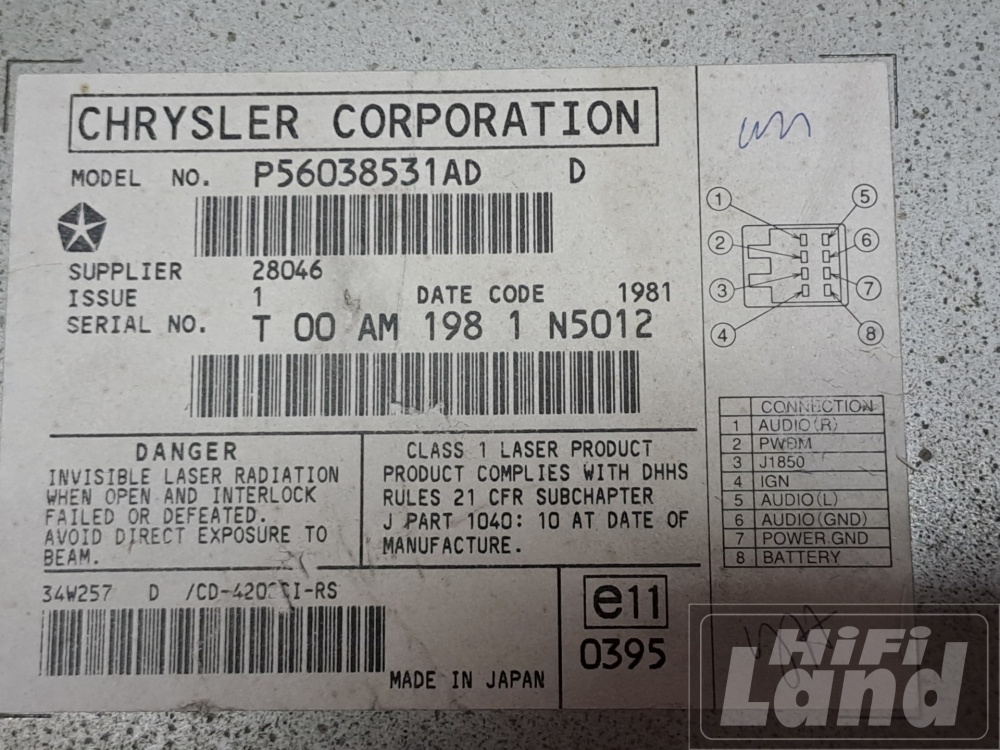 CHRYSLER CORPORATION
MODEL NO. P56038531AD D
SUPPLIER 28046
ISSUE 1 DATE CODE 1981
SERIAL NO. T 00 AM 198 1 N5012
DANGER
INVISIBLE LASER RADIATION
WHEN OPEN AND INTERLOCK
FAILED OR DEFEATED.
AVOID DIRECT EXPOSURE TO
BEAM.
CLASS 1 LASER PRODUCT
PRODUCT COMPLIES WITH DHHS
RULES 21 CFR SUBCHAPTER
J PART 1040: 10 AT DATE OF
MANUFACTURE.
34W257 D
MADE IN JAPAN
e11
0395
1 5
2 6
3 7
4 8
CONNECTION
1 AUDIO(R)
2 PWDM
3 J1850
4 IGN
5 AUDIO(L)
6 AUDIO(GND)
7 POWER.GND
8 BATTERY
HiFi
Land